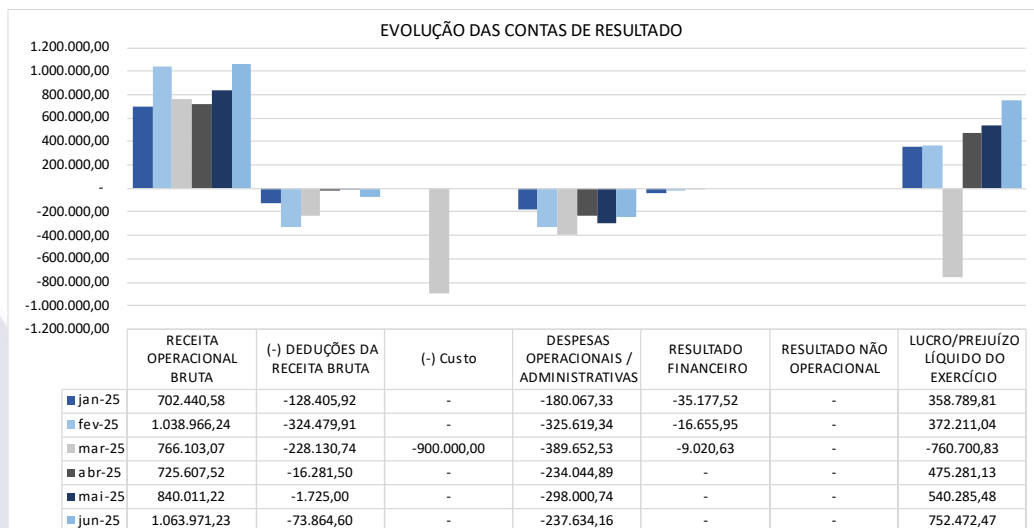 EVOLUÇÃO DAS CONTAS DE RESULTADO
1.200.000,00
1.000.000,00
800.000,00
600.000,00
400.000,00
200.000,00
-
-200.000,00
-400.000,00
-600.000,00
-800.000,00
-1.000.000,00
-1.200.000,00
RECEITA OPERACIONAL BRUTA
(-) DEDUÇÕES DA RECEITA BRUTA
(-) Custo
DESPESAS OPERACIONAIS / ADMINISTRATIVAS
RESULTADO FINANCEIRO
RESULTADO NÃO OPERACIONAL
LUCRO/PREJUÍZO LÍQUIDO DO EXERCÍCIO
jan-25 702.440,58 -128.405,92 - -180.067,33 -35.177,52 - 358.789,81
fev-25 1.038.966,24 -324.479,91 - -325.619,34 -16.655,95 - 372.211,04
mar-25 766.103,07 -228.130,74 -900.000,00 -389.652,53 -9.020,63 - -760.700,83
abr-25 725.607,52 -16.281,50 - -234.044,89 - - 475.281,13
mai-25 840.011,22 -1.725,00 - -298.000,74 - - 540.285,48
jun-25 1.063.971,23 -73.864,60 - -237.634,16 - - 752.472,47